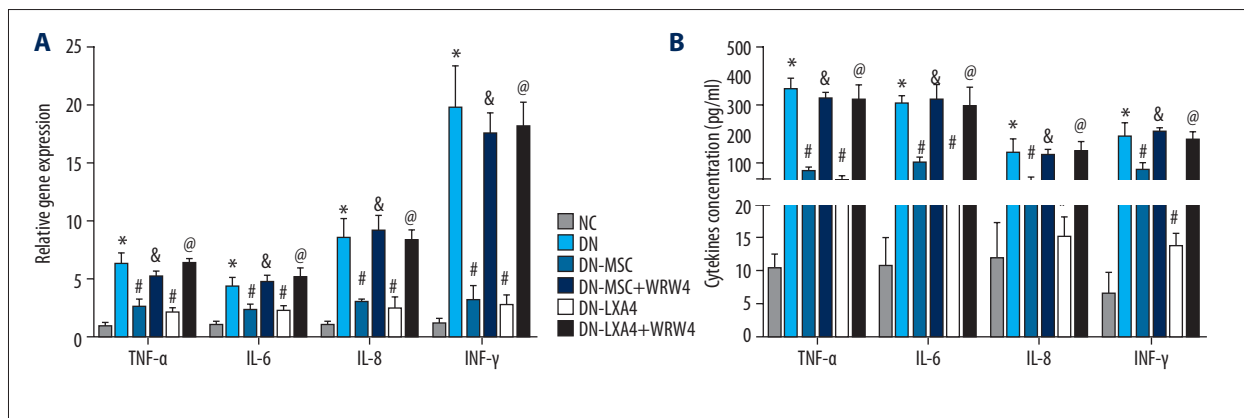 A
Relative gene expression
25
20
15
10
5
0
* # & # @
* # & # @
* # & # @
* # & # @
TNF-α IL-6 IL-8 INF-γ
NC
DN
DN-MSC
DN-MSC+WRW4
DN-LXA4
DN-LXA4+WRW4
B
Cytekines concentration (pg/ml)
500
400
300
200
100
50
20
15
10
5
0
* # & # @
* # & # @
* # & @
* # & # @
TNF-α IL-6 IL-8 INF-γ